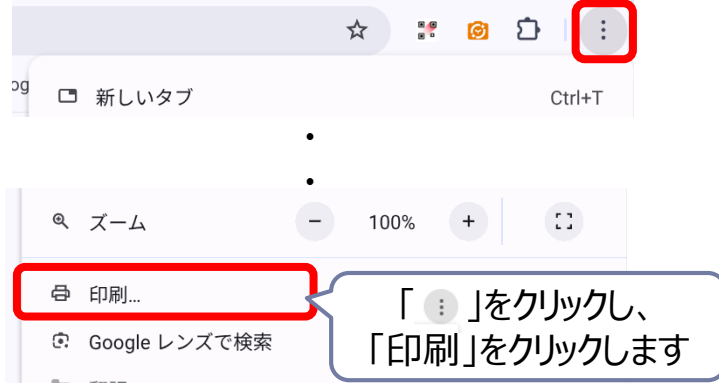 og
新しいタブ Ctrl+T
・
・
ズーム − 100% +
印刷...
Google レンズで検索
「 ⋮ 」をクリックし、
「印刷」をクリックします